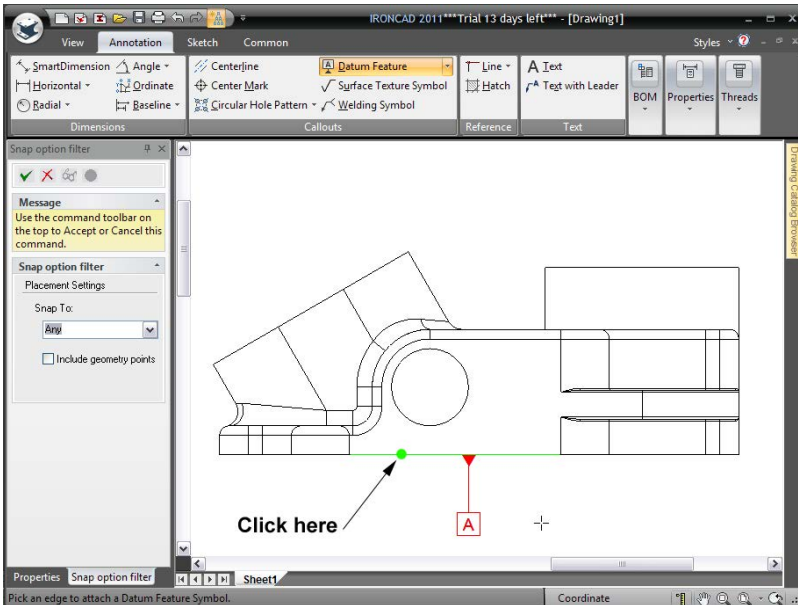 IRONCAD 2011***Trial 13 days left*** - [Drawing1]
View Annotation Sketch Common Styles
SmartDimension Angle Centerline Datum Feature Line Text
Horizontal Ordinate Center Mark Surface Texture Symbol Hatch Text with Leader BOM Properties Threads
Radial Baseline Circular Hole Pattern Welding Symbol
Dimensions Callouts Reference Text
Snap option filter
Message
Use the command toolbar on
the top to Accept or Cancel this
command.
Snap option filter
Placement Settings
Snap To:
Any
Include geometry points
Drawing Catalog Browser
Click here
A
Properties Snap option filter Sheet1
Pick an edge to attach a Datum Feature Symbol. Coordinate